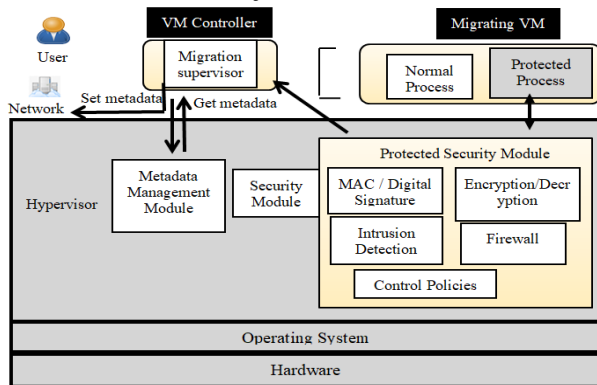 VM Controller
Migrating VM
User
Migration
supervisor
Normal
Process
Protected
Process
Network
Set metadata
Get metadata
Protected Security Module
Metadata
Management
Module
Security
Module
MAC / Digital
Signature
Encryption/Decr
yption
Hypervisor
Intrusion
Detection
Firewall
Control Policies
Operating System
Hardware